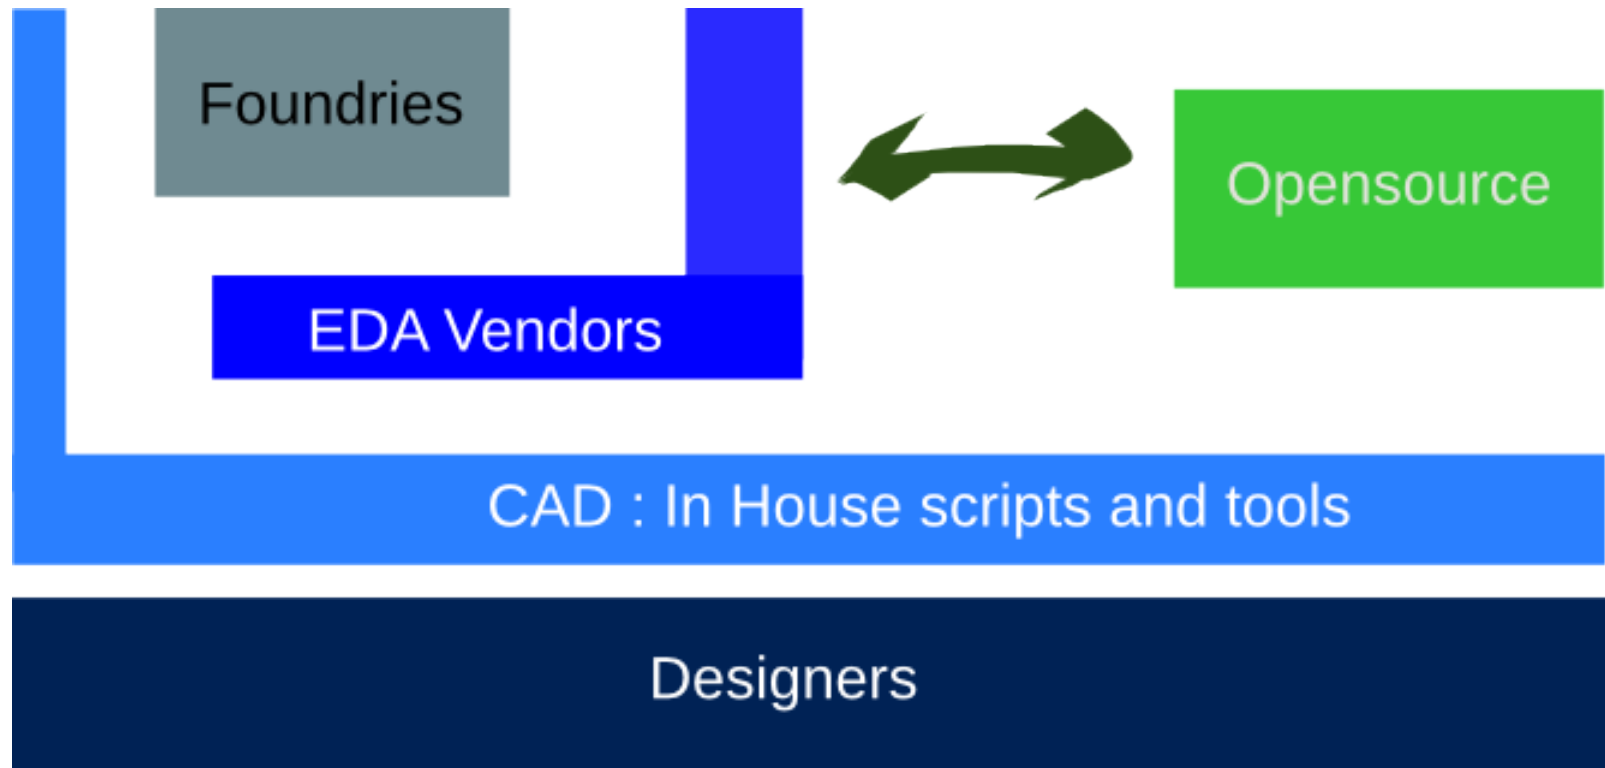 Foundries
Opensource
EDA Vendors
CAD : In House scripts and tools
Designers